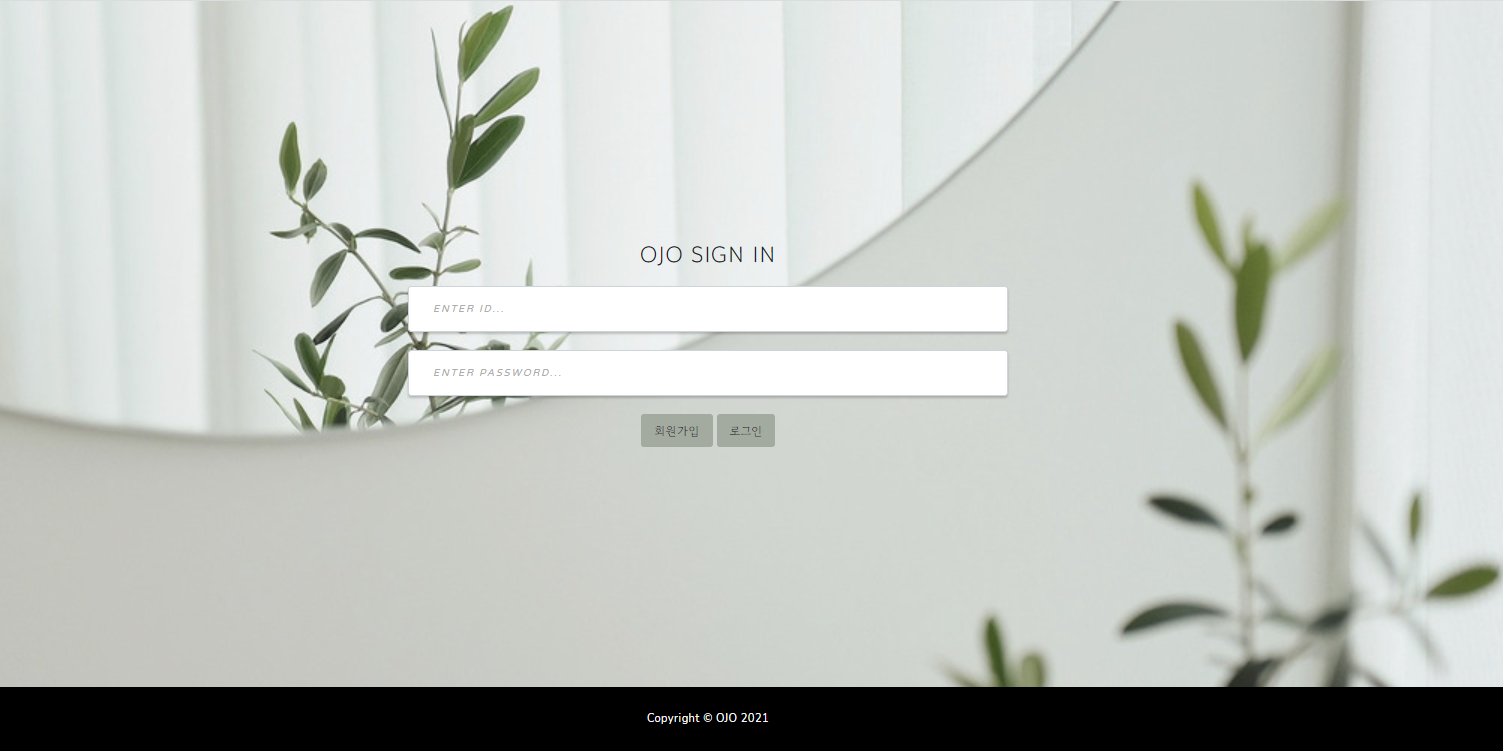 OJO SIGN IN
ENTER ID...
ENTER PASSWORD...
회원가입 로그인
Copyright © OJO 2021